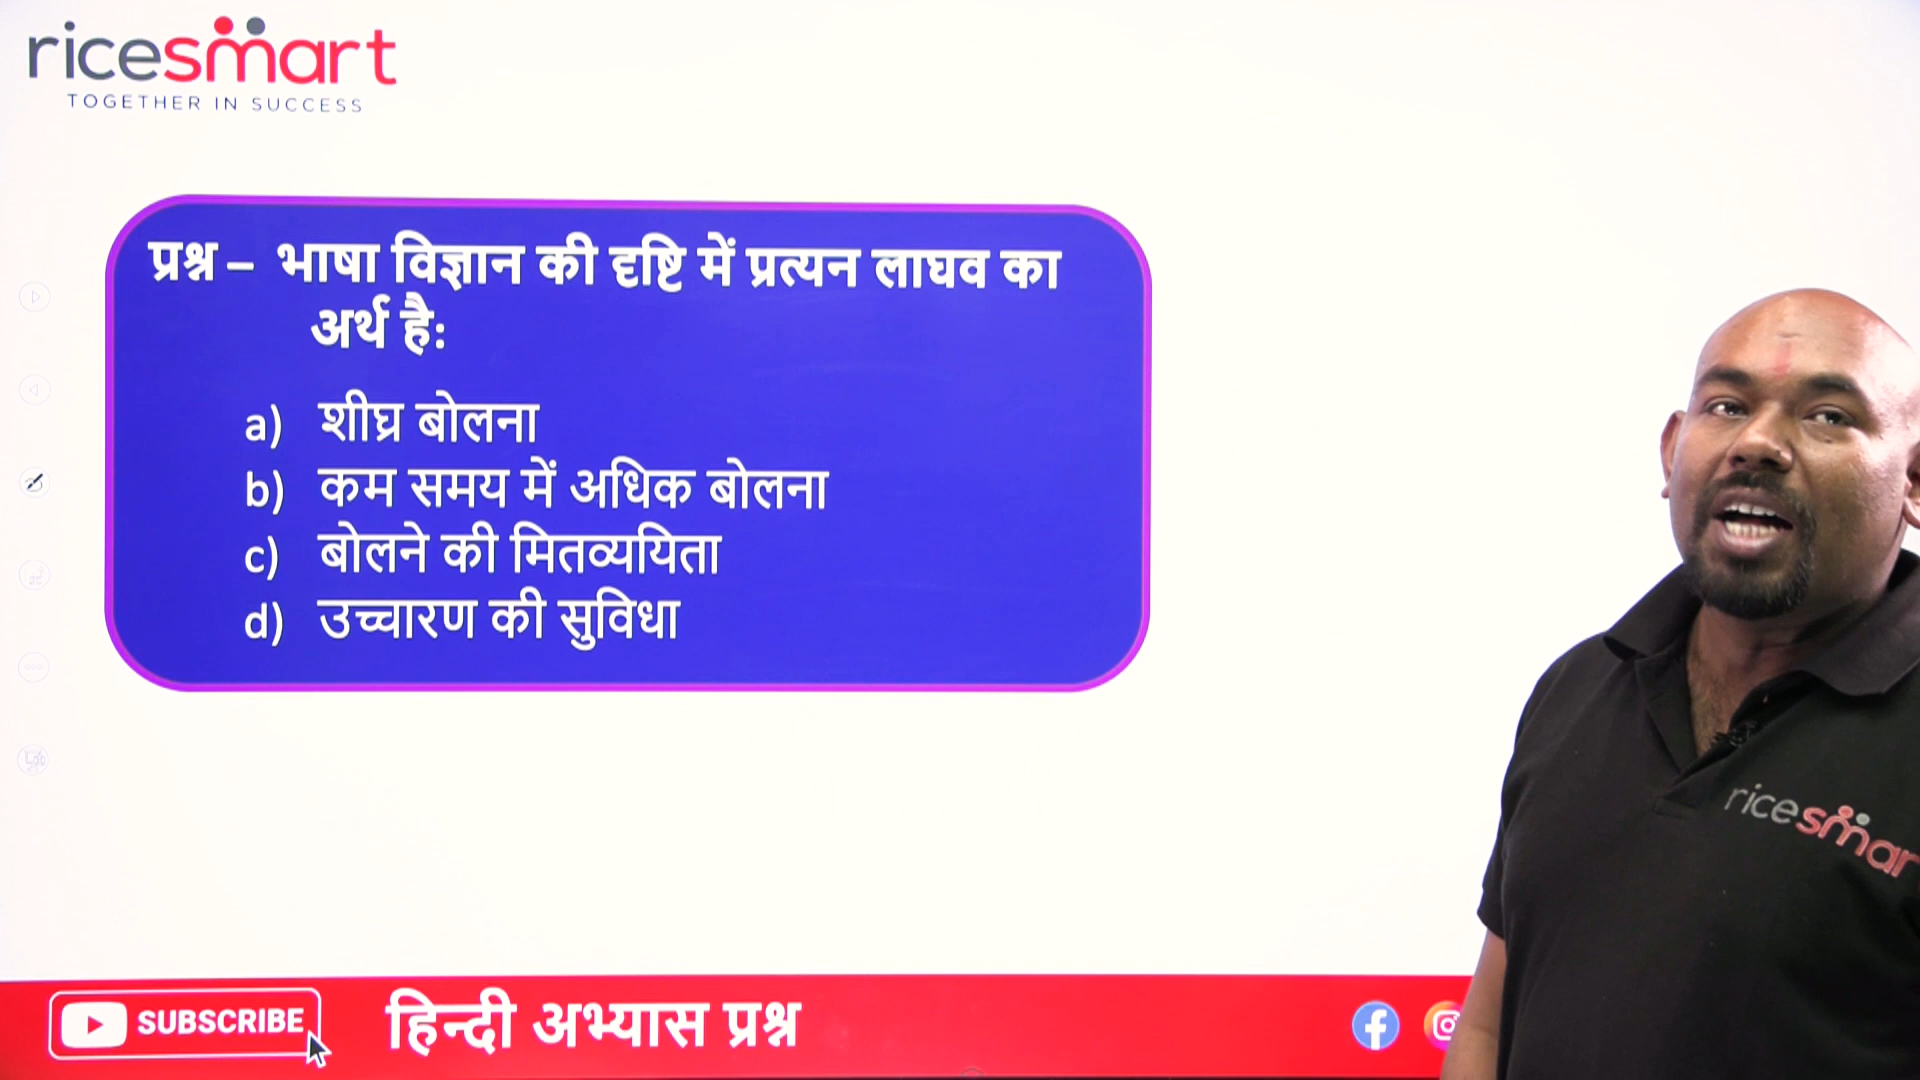 ricesmart
TOGETHER IN SUCCESS
प्रश्न – भाषा विज्ञान की दृष्टि में प्रत्यन लाघव का
अर्थ है:
a) शीघ्र बोलना
b) कम समय में अधिक बोलना
c) बोलने की मितव्ययिता
d) उच्चारण की सुविधा
ricesmar
SUBSCRIBE
हिन्दी अभ्यास प्रश्न